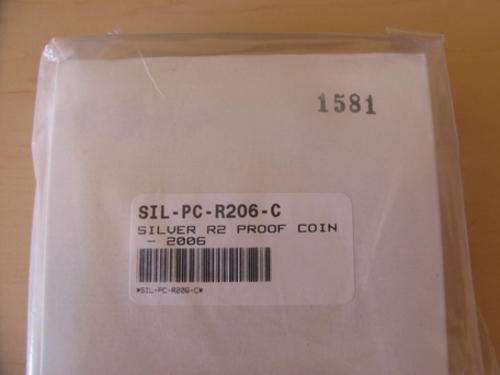 1581
SIL-PC-R206-C
SILVER R2 PROOF COIN
- 2006
*SIL-PC-R206-C*